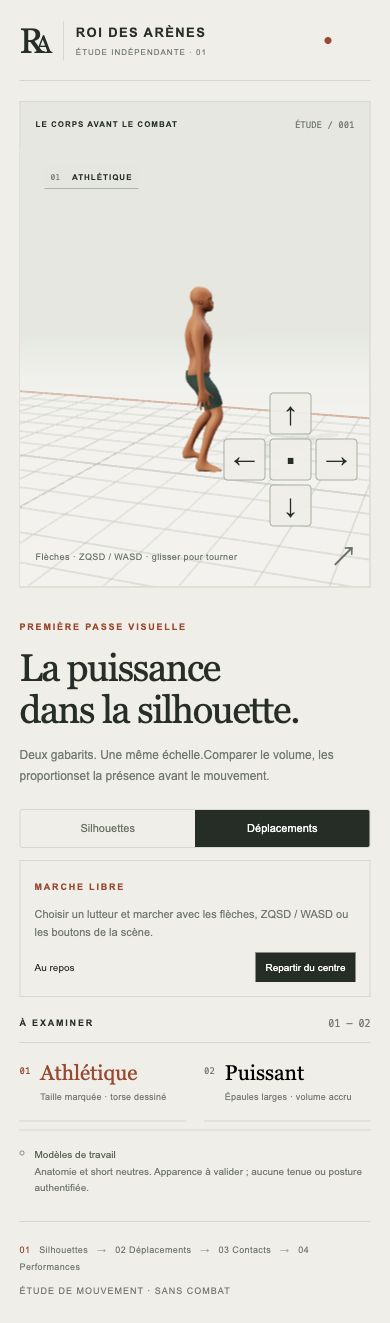 RA ROI DES ARÈNES
ÉTUDE INDÉPENDANTE · 01
LE CORPS AVANT LE COMBAT ÉTUDE / 001
01 ATHLÉTIQUE
↑
← ■ →
↓
Flèches · ZQSD / WASD · glisser pour tourner ↗
PREMIÈRE PASSE VISUELLE
La puissance
dans la silhouette.
Deux gabarits. Une même échelle.Comparer le volume, les
proportionset la présence avant le mouvement.
Silhouettes Déplacements
MARCHE LIBRE
Choisir un lutteur et marcher avec les flèches, ZQSD / WASD ou
les boutons de la scène.
Au repos Repartir du centre
À EXAMINER 01 — 02
01 Athlétique 02 Puissant
Taille marquée · torse dessiné Épaules larges · volume accru
Modèles de travail
Anatomie et short neutres. Apparence à valider ; aucune tenue ou posture
authentifiée.
01 Silhouettes → 02 Déplacements → 03 Contacts → 04
Performances
ÉTUDE DE MOUVEMENT · SANS COMBAT